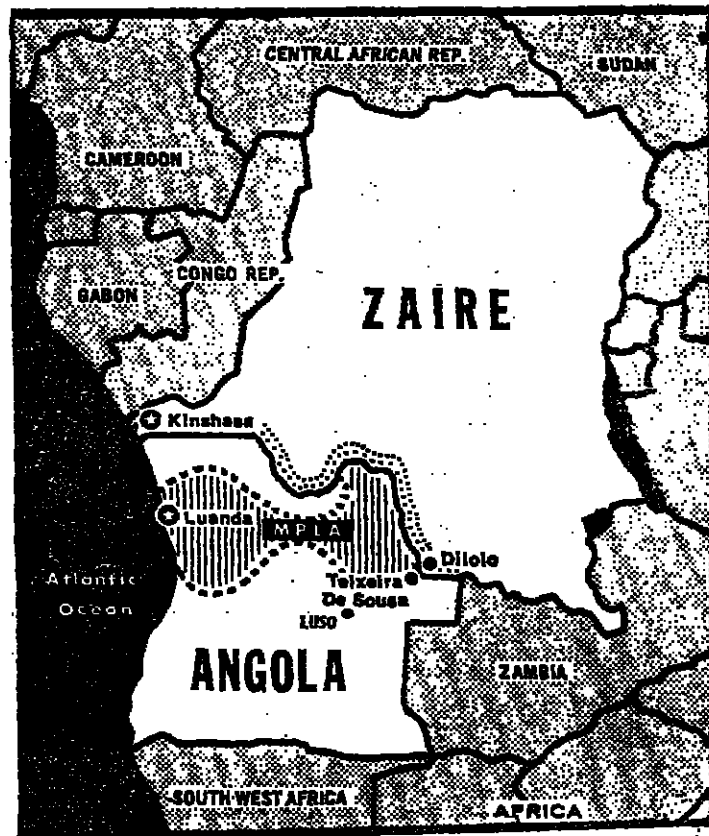 CENTRAL AFRICAN REP.
SUDAN
CAMEROON
CONGO REP.
GABON
ZAIRE
Kinshasa
Luanda
MPLA
Dilolo
Teixeira
De Sousa
Atlantic
Ocean
LUSO
ANGOLA
ZAMBIA
SOUTH-WEST AFRICA
AFRICA